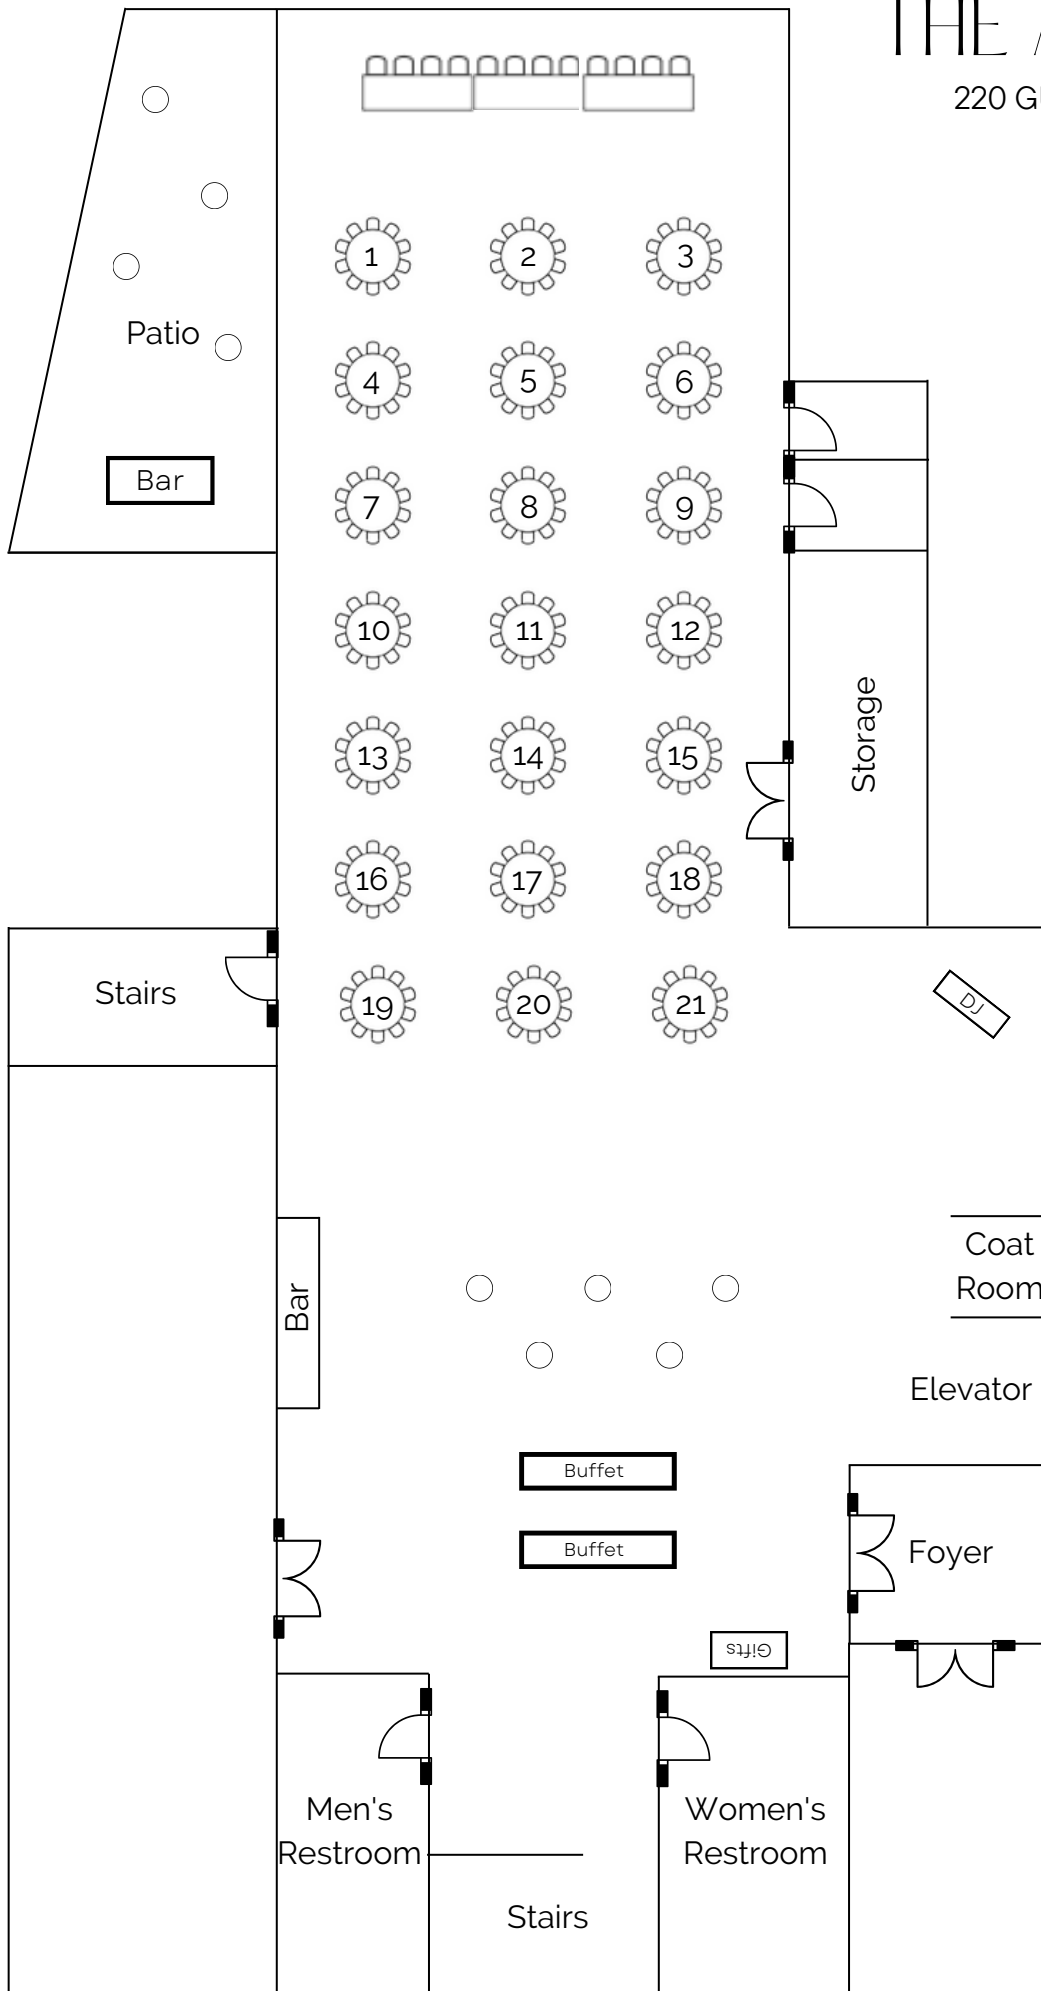 THE
220
1
2
3
4
5
6
Patio
Bar
7
8
9
10
11
12
Storage
13
14
15
16
17
18
Stairs
19
20
21
DJ
Bar
Coat
Room
Elevator
Buffet
Buffet
Foyer
Gifts
Men's
Restroom
Women's
Restroom
Stairs